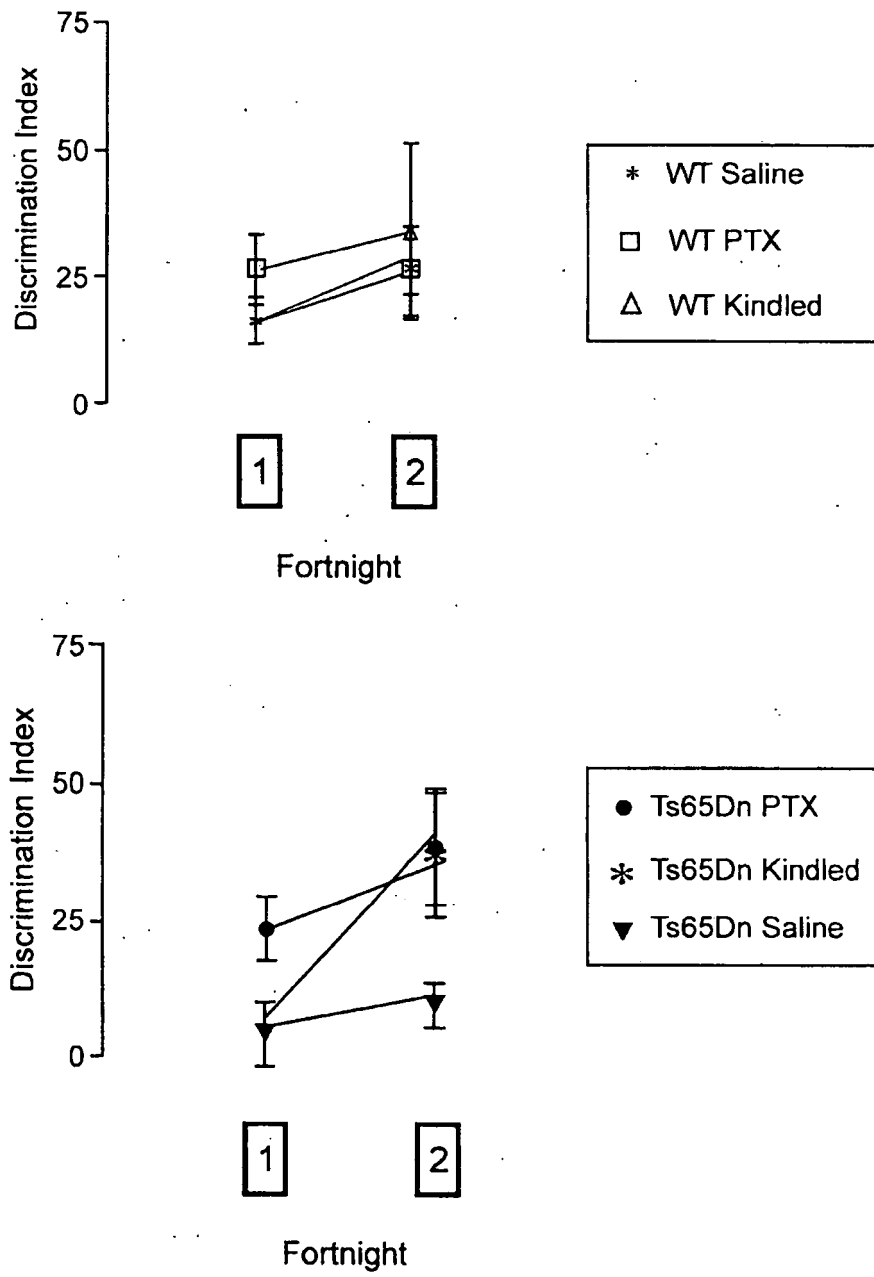 75
50
25
0
Discrimination Index
1
2
Fortnight
* WT Saline
□ WT PTX
△ WT Kindled
75
50
25
0
Discrimination Index
1
2
Fortnight
● Ts65Dn PTX
* Ts65Dn Kindled
▼ Ts65Dn Saline